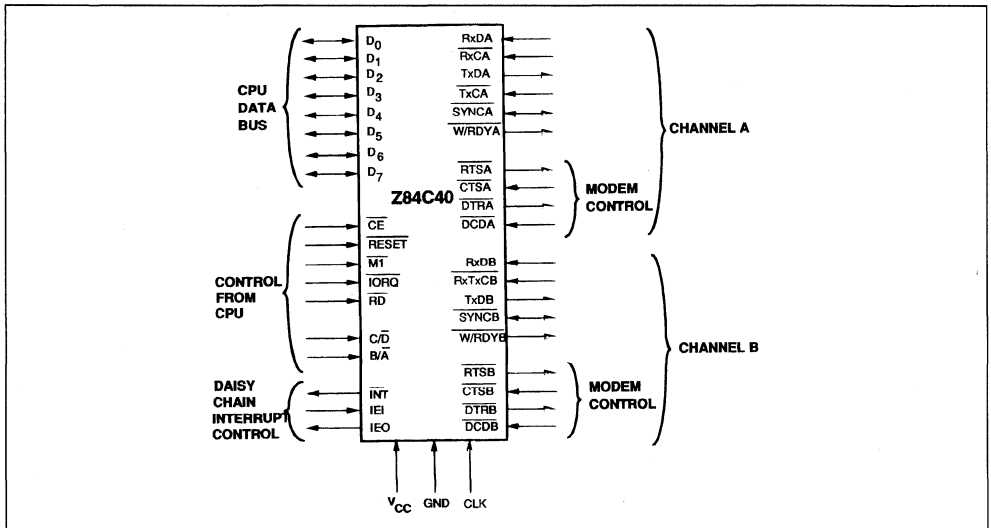 CPU
DATA
BUS
CONTROL
FROM
CPU
DAISY
CHAIN
INTERRUPT
CONTROL
D0
D1
D2
D3
D4
D5
D6
D7
Z84C40
CE
RESET
M1
IORQ
RD
C/D
B/A
INT
IEI
IEO
RxDA
RxCA
TxDA
TxCA
SYNCA
W/RDYA
RTSA
CTSA
DTRA
DCDA
RxDB
RxTxCB
TxDB
SYNCB
W/RDYB
RTSB
CTSB
DTRB
DCDB
MODEM
CONTROL
CHANNEL A
MODEM
CONTROL
CHANNEL B
VCC GND CLK